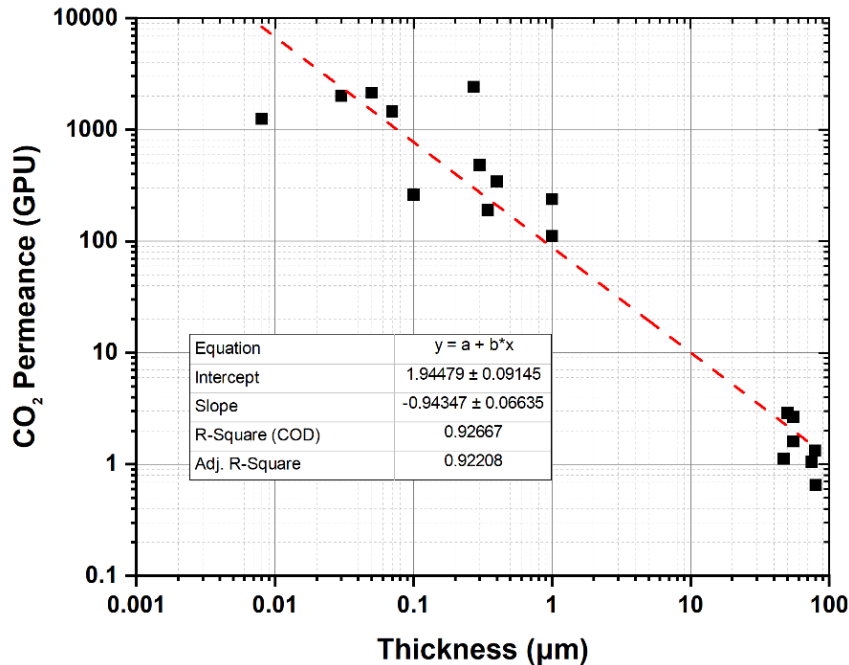 10000
1000
100
10
1
0.1
CO2 Permeance (GPU)
Equation y = a + b*x
Intercept 1.94479 ± 0.09145
Slope -0.94347 ± 0.06635
R-Square (COD) 0.92667
Adj. R-Square 0.92208
0.001 0.01 0.1 1 10 100
Thickness (µm)